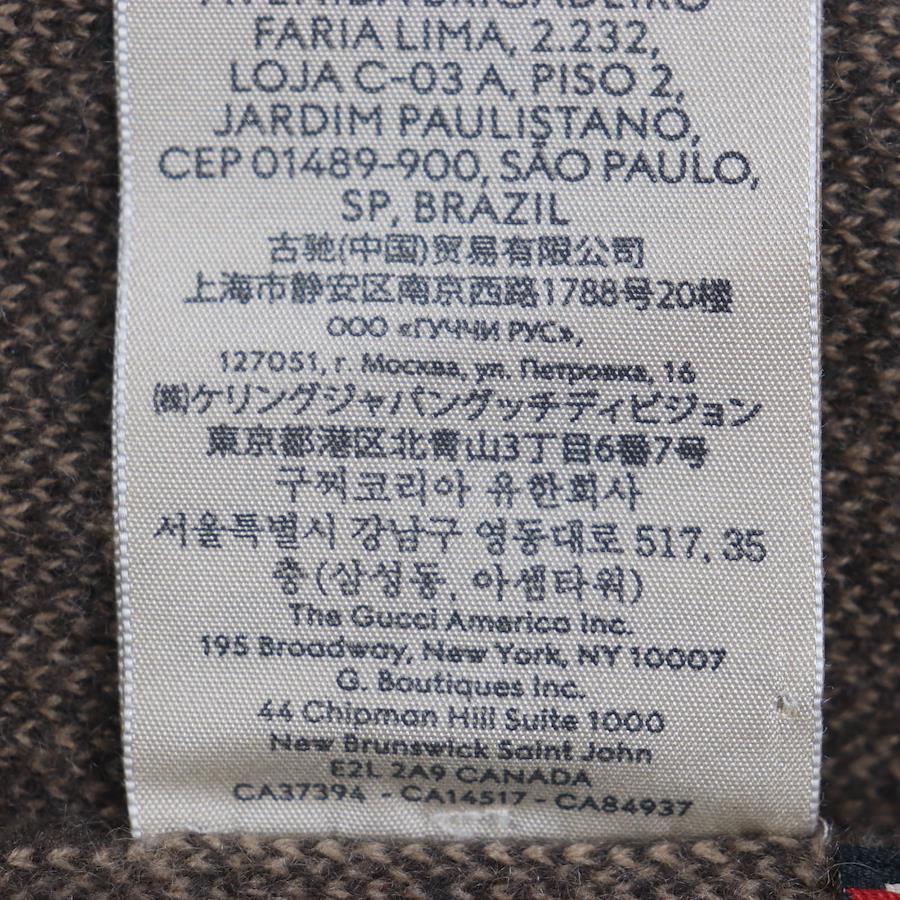 AVENIDA BRIGADEIRO
FARIA LIMA, 2.232,
LOJA C-03 A, PISO 2,
JARDIM PAULISTANO,
CEP 01489-900, SÃO PAULO,
SP, BRAZIL
古驰(中国)贸易有限公司
上海市静安区南京西路1788号20楼
ООО «ГУЧЧИ РУС»,
127051, г. Москва, ул. Петровка, 16
㈱ケリングジャパングッチディビジョン
東京都港区北青山3丁目6番7号
구찌코리아 유한회사
서울특별시 강남구 영동대로 517, 35
층(삼성동, 아셈타워)
The Gucci America Inc.
195 Broadway, New York, NY 10007
G. Boutiques Inc.
44 Chipman Hill Suite 1000
New Brunswick Saint John
E2L 2A9 CANADA
CA37394 - CA14517 - CA84937